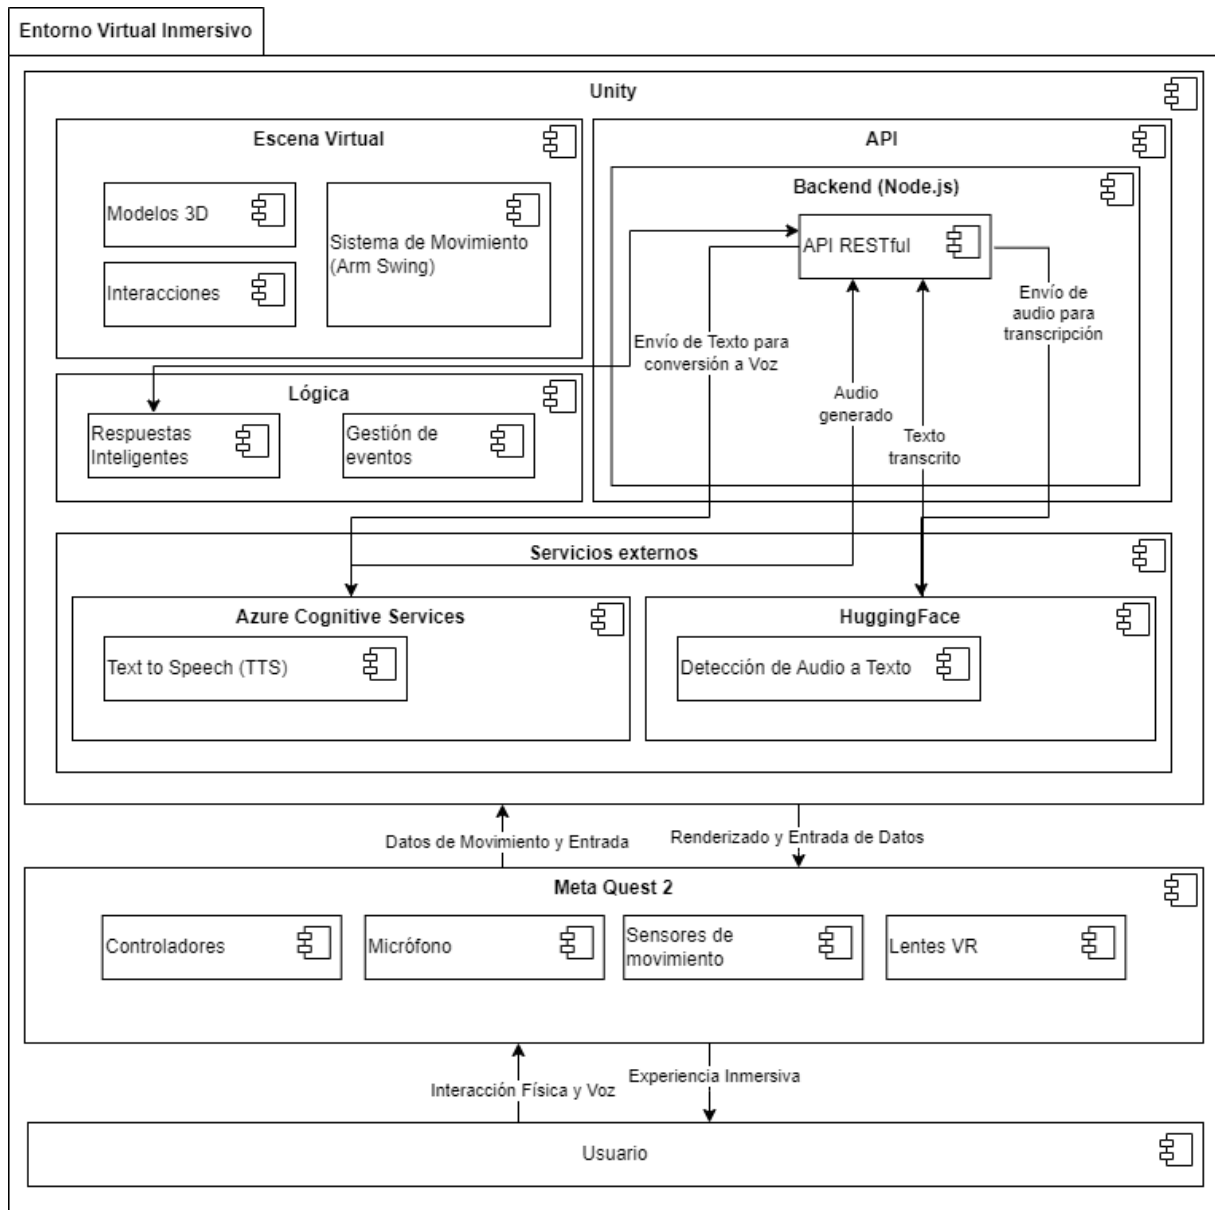 Entorno Virtual Inmersivo
Unity
Escena Virtual
Modelos 3D
Interacciones
Sistema de Movimiento
(Arm Swing)
API
Backend (Node.js)
API RESTful
Envío de
audio para
transcripción
Envío de Texto para
conversión a Voz
Audio
generado
Texto
transcrito
Lógica
Respuestas
Inteligentes
Gestión de
eventos
Servicios externos
Azure Cognitive Services
Text to Speech (TTS)
HuggingFace
Detección de Audio a Texto
Datos de Movimiento y Entrada
Renderizado y Entrada de Datos
Meta Quest 2
Controladores
Micrófono
Sensores de
movimiento
Lentes VR
Interacción Física y Voz
Experiencia Inmersiva
Usuario